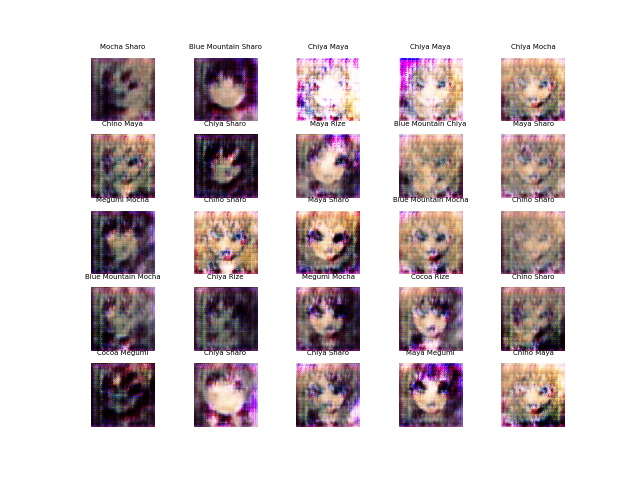 Mocha Sharo
Blue Mountain Sharo
Chiya Maya
Chiya Maya
Chiya Mocha
Chino Maya
Chiya Sharo
Maya Rize
Blue Mountain Chiya
Maya Sharo
Megumi Mocha
Chino Sharo
Maya Sharo
Blue Mountain Mocha
Chino Sharo
Blue Mountain Mocha
Chiya Rize
Megumi Mocha
Cocoa Rize
Chino Sharo
Cocoa Megumi
Chiya Sharo
Chiya Sharo
Maya Megumi
Chino Maya